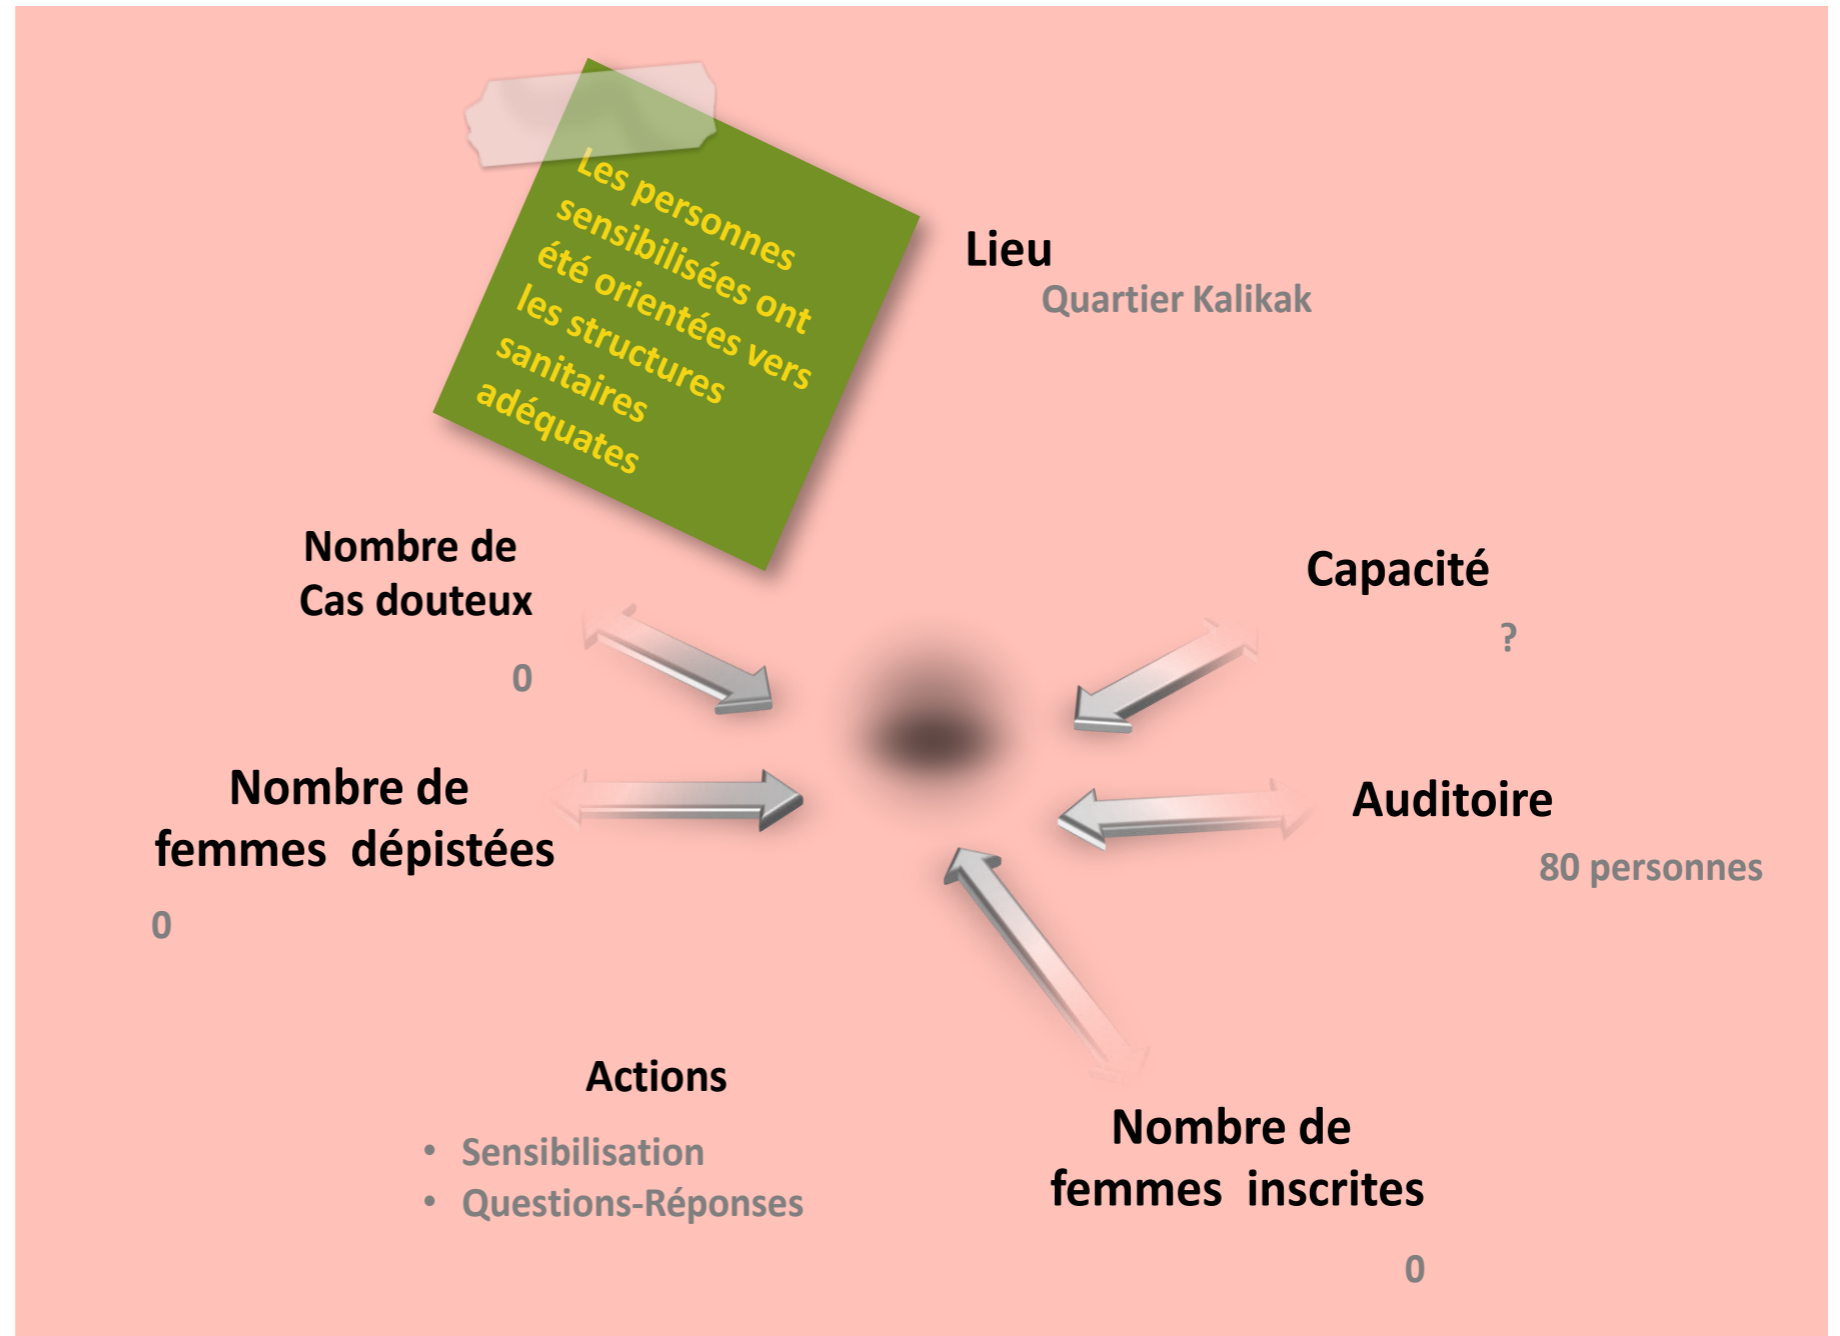 Les personnes
sensibilisées ont
été orientées vers
les structures
sanitaires
adéquates
Lieu
Quartier Kalikak
Nombre de
Cas douteux
0
Capacité
?
Nombre de
femmes dépistées
0
Auditoire
80 personnes
Actions
• Sensibilisation
• Questions-Réponses
Nombre de
femmes inscrites
0